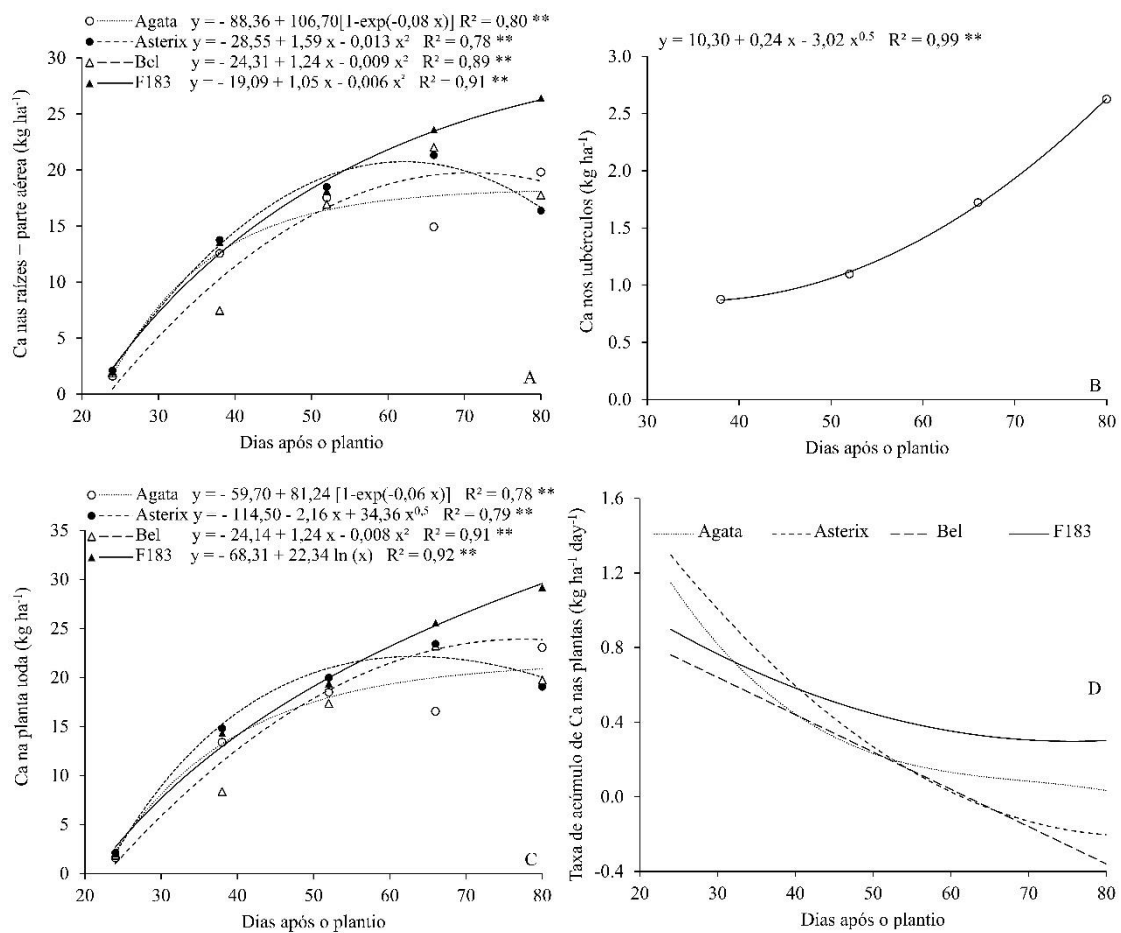 Agata y = - 88,36 + 106,70[1-exp(-0,08 x)] R² = 0,80 **
Asterix y = - 28,55 + 1,59 x - 0,013 x² R² = 0,78 **
Bel y = - 24,31 + 1,24 x - 0,009 x² R² = 0,89 **
F183 y = - 19,09 + 1,05 x - 0,006 x² R² = 0,91 **
Ca nas raízes – parte aérea (kg ha⁻¹)
30
25
20
15
10
5
0
A
20 30 40 50 60 70 80
Dias após o plantio
y = 10,30 + 0,24 x - 3,02 x⁰·⁵ R² = 0,99 **
Ca nos tubérculos (kg ha⁻¹)
3.0
2.5
2.0
1.5
1.0
0.5
0.0
B
30 40 50 60 70 80
Dias após o plantio
Agata y = - 59,70 + 81,24 [1-exp(-0,06 x)] R² = 0,78 **
Asterix y = - 114,50 - 2,16 x + 34,36 x⁰,⁵ R² = 0,79 **
Bel y = - 24,14 + 1,24 x - 0,008 x² R² = 0,91 **
F183 y = - 68,31 + 22,34 ln (x) R² = 0,92 **
Ca na planta toda (kg ha⁻¹)
35
30
25
20
15
10
5
0
C
20 30 40 50 60 70 80
Dias após o plantio
Taxa de acúmulo de Ca nas plantas (kg ha⁻¹ day⁻¹)
1.6
1.2
0.8
0.4
0.0
-0.4
Agata Asterix Bel F183
D
20 30 40 50 60 70 80
Dias após o plantio